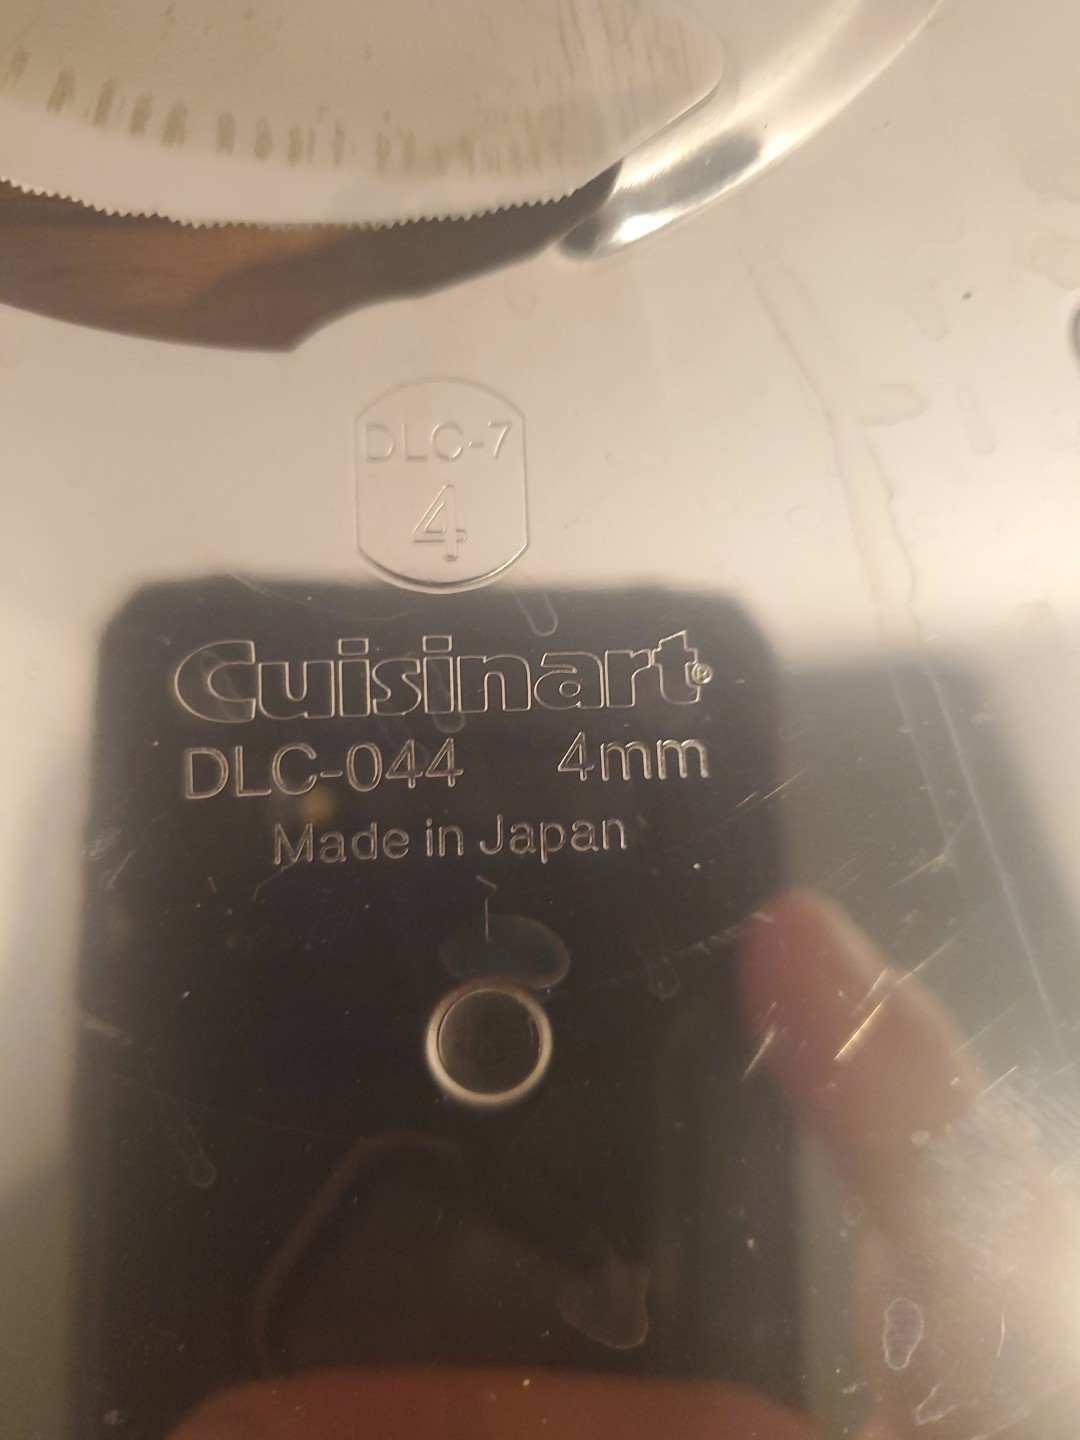 DLC-7
4
Cuisinart®
DLC-044 4mm
Made in Japan